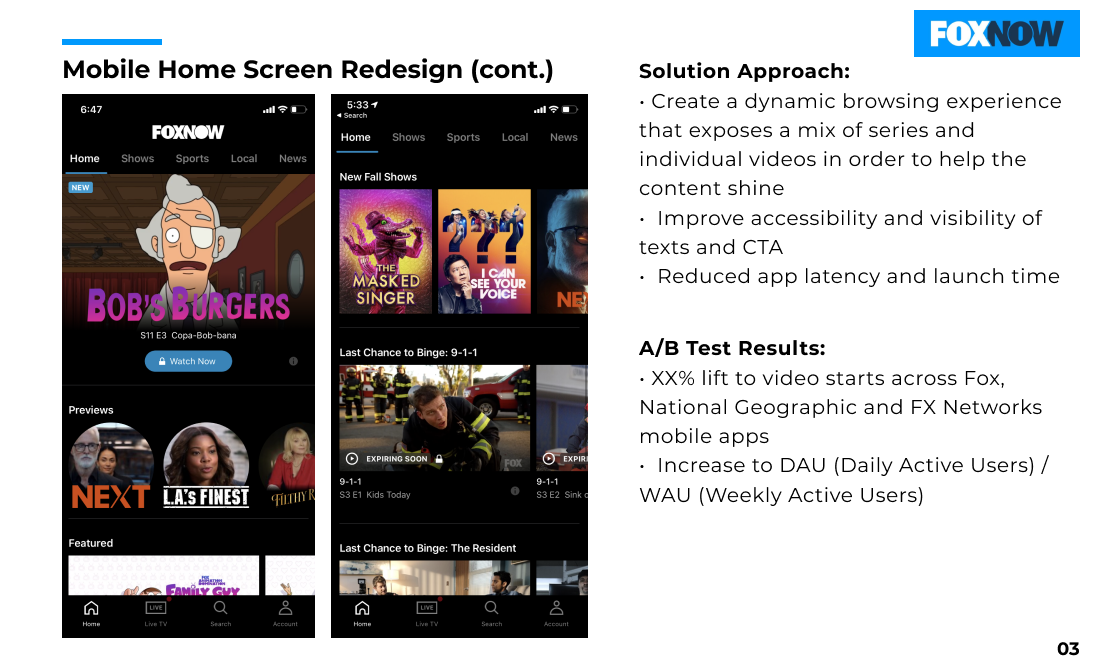 FOXNOW
Mobile Home Screen Redesign (cont.)
6:47
FOXNOW
Home Shows Sports Local News
NEW
BOB'S BURGERS
S11 E3 Copa-Bob-bana
Watch Now
Previews
NEXT L.A.'s FINEST FILTHY R
Featured
FAMILY GUY
Home LIVE Live TV Search Account
5:33
◂ Search
Home Shows Sports Local News
New Fall Shows
THE MASKED SINGER
I CAN SEE YOUR VOICE
NE
Last Chance to Binge: 9-1-1
EXPIRING SOON FOX EXPIRI
9-1-1 9-1-1
S3 E1 Kids Today S3 E2 Sink o
Last Chance to Binge: The Resident
Home LIVE Live TV Search Account
Solution Approach:
• Create a dynamic browsing experience
that exposes a mix of series and
individual videos in order to help the
content shine
• Improve accessibility and visibility of
texts and CTA
• Reduced app latency and launch time
A/B Test Results:
• XX% lift to video starts across Fox,
National Geographic and FX Networks
mobile apps
• Increase to DAU (Daily Active Users) /
WAU (Weekly Active Users)
03